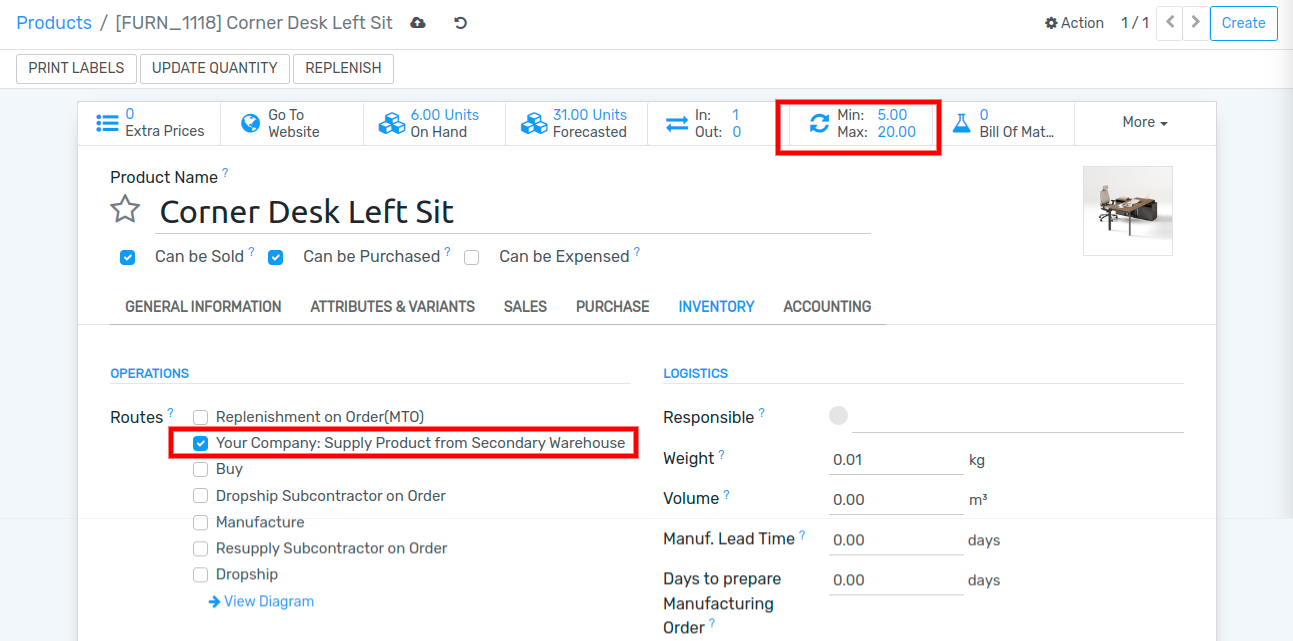 Products / [FURN_1118] Corner Desk Left Sit
Action 1 / 1 Create
PRINT LABELS UPDATE QUANTITY REPLENISH
0 Extra Prices
Go To Website
6.00 Units On Hand
31.00 Units Forecasted
In: 1
Out: 0
Min: 5.00
Max: 20.00
0 Bill Of Mat...
More
Product Name ?
Corner Desk Left Sit
Can be Sold ? Can be Purchased ? Can be Expensed ?
GENERAL INFORMATION ATTRIBUTES & VARIANTS SALES PURCHASE INVENTORY ACCOUNTING
OPERATIONS
Routes ? Replenishment on Order(MTO)
Your Company: Supply Product from Secondary Warehouse
Buy
Dropship Subcontractor on Order
Manufacture
Resupply Subcontractor on Order
Dropship
View Diagram
LOGISTICS
Responsible ?
Weight ? 0.01 kg
Volume ? 0.00 m³
Manuf. Lead Time ? 0.00 days
Days to prepare 0.00 days
Manufacturing
Order ?